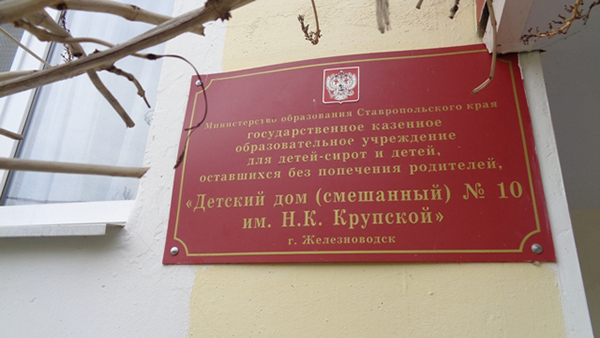 Министерство образования Ставропольского края
государственное казенное
образовательное учреждение
для детей-сирот и детей,
оставшихся без попечения родителей,
«Детский дом (смешанный) № 10
им. Н.К. Крупской»
г. Железноводск